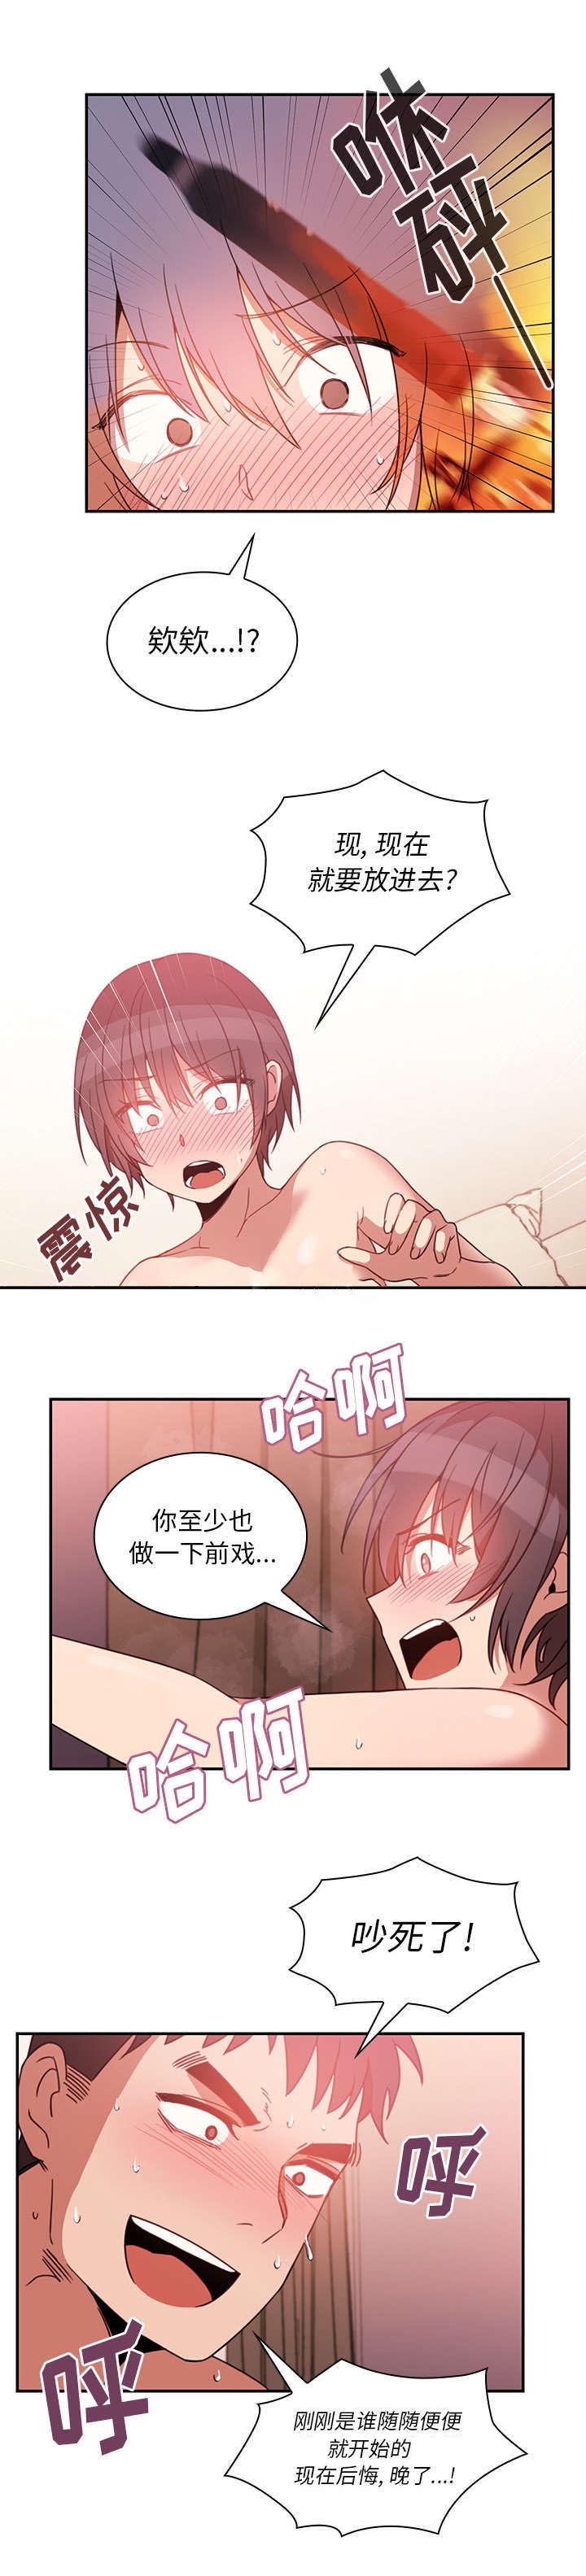 咻
砰—
欸欸...!?
现, 现在
就要放进去?
震惊
哈啊
你至少也
做一下前戏...
哈啊
吵死了!
呼
呼
刚刚是谁随随便便
就开始的
现在后悔, 晚了...!